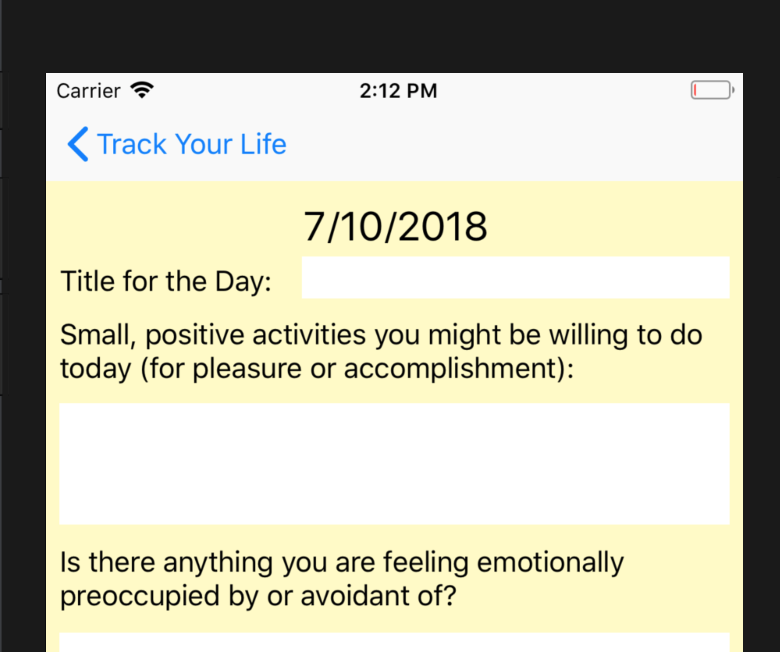 Carrier
2:12 PM
Track Your Life
7/10/2018
Title for the Day:
Small, positive activities you might be willing to do
today (for pleasure or accomplishment):
Is there anything you are feeling emotionally
preoccupied by or avoidant of?